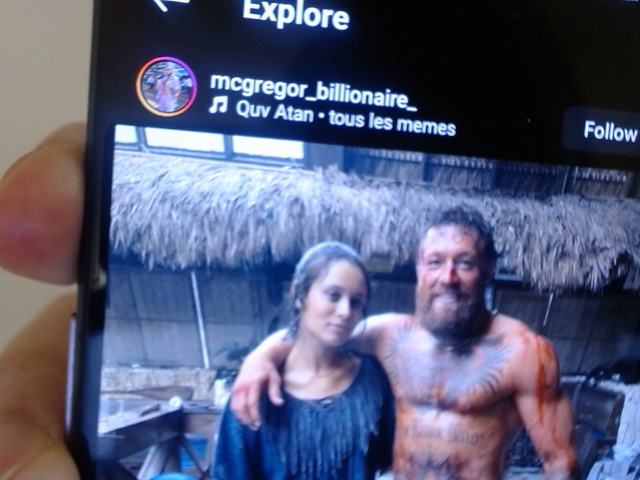 Explore
mcgregor_billionaire_
Quv Atan • tous les memes
Follow